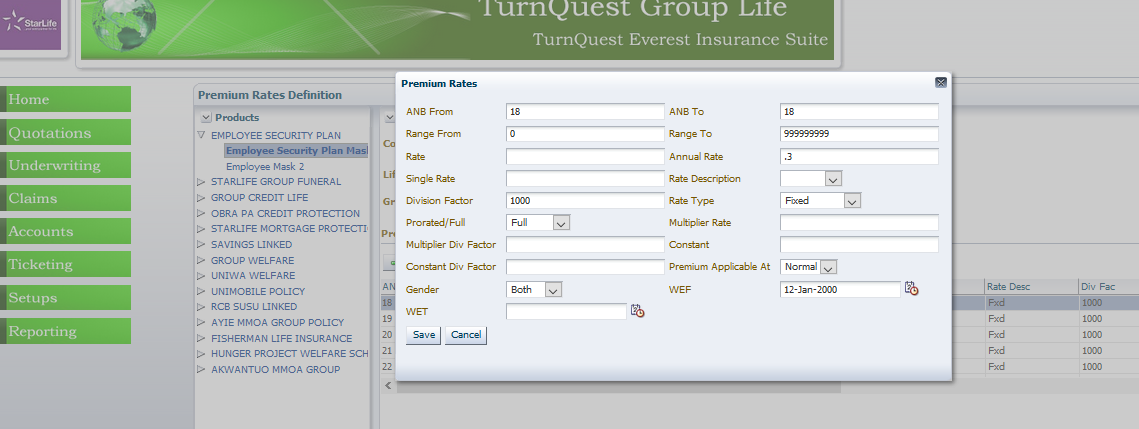 StarLife
TurnQuest Group Life
TurnQuest Everest Insurance Suite
Home
Quotations
Underwriting
Claims
Accounts
Ticketing
Setups
Reporting
Premium Rates Definition
Products
EMPLOYEE SECURITY PLAN
Employee Security Plan Mas
Employee Mask 2
STARLIFE GROUP FUNERAL
GROUP CREDIT LIFE
OBRA PA CREDIT PROTECTION
STARLIFE MORTGAGE PROTECTI
SAVINGS LINKED
GROUP WELFARE
UNIWA WELFARE
UNIMOBILE POLICY
RCB SUSU LINKED
AYIE MMOA GROUP POLICY
FISHERMAN LIFE INSURANCE
HUNGER PROJECT WELFARE SCH
AKWANTUO MMOA GROUP
Co
Lif
Gr
Pre
Premium Rates
ANB From 18 ANB To 18
Range From 0 Range To 999999999
Rate Annual Rate .3
Single Rate Rate Description
Division Factor 1000 Rate Type Fixed
Prorated/Full Full Multiplier Rate
Multiplier Div Factor Constant
Constant Div Factor Premium Applicable At Normal
Gender Both WEF 12-Jan-2000
WET
Save Cancel
AN Rate Desc Div Fac
18 Fxd 1000
19 Fxd 1000
20 Fxd 1000
21 Fxd 1000
22 Fxd 1000